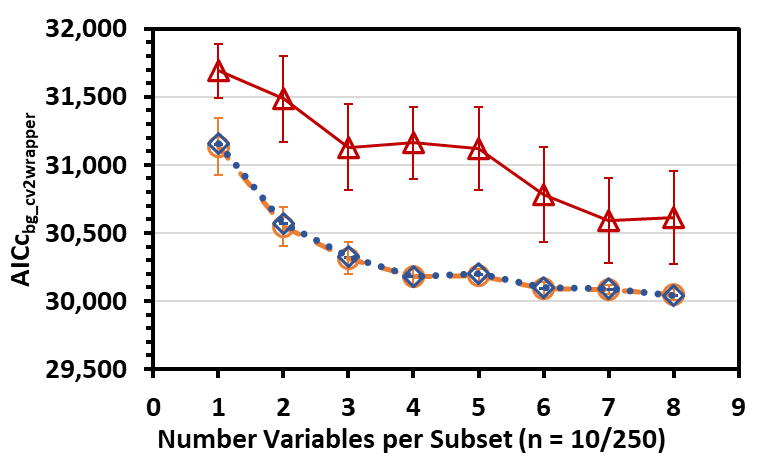 32,000
31,500
31,000
30,500
30,000
29,500
AICc_bg_cv2wrapper
0 1 2 3 4 5 6 7 8 9
Number Variables per Subset (n = 10/250)